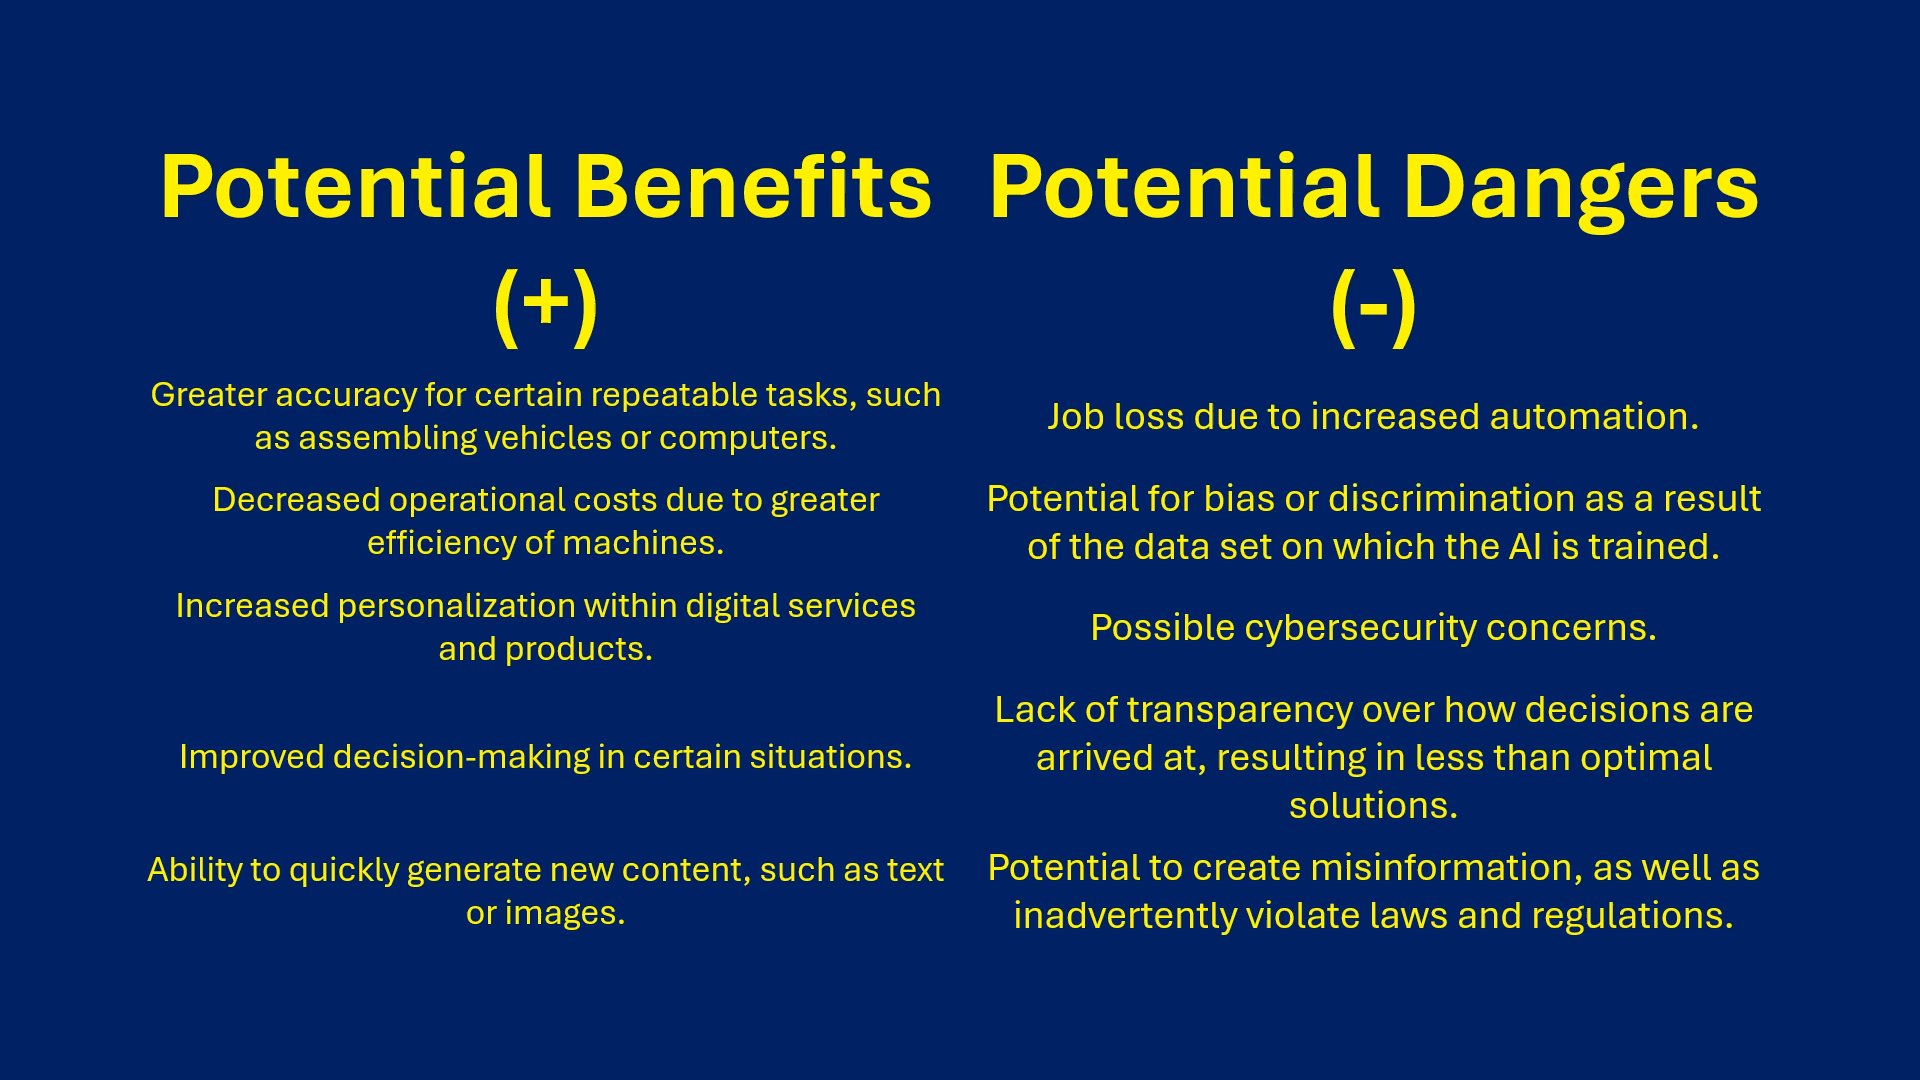 Potential Benefits
(+)
Greater accuracy for certain repeatable tasks, such
as assembling vehicles or computers.
Decreased operational costs due to greater
efficiency of machines.
Increased personalization within digital services
and products.
Improved decision-making in certain situations.
Ability to quickly generate new content, such as text
or images.
Potential Dangers
(-)
Job loss due to increased automation.
Potential for bias or discrimination as a result
of the data set on which the AI is trained.
Possible cybersecurity concerns.
Lack of transparency over how decisions are
arrived at, resulting in less than optimal
solutions.
Potential to create misinformation, as well as
inadvertently violate laws and regulations.